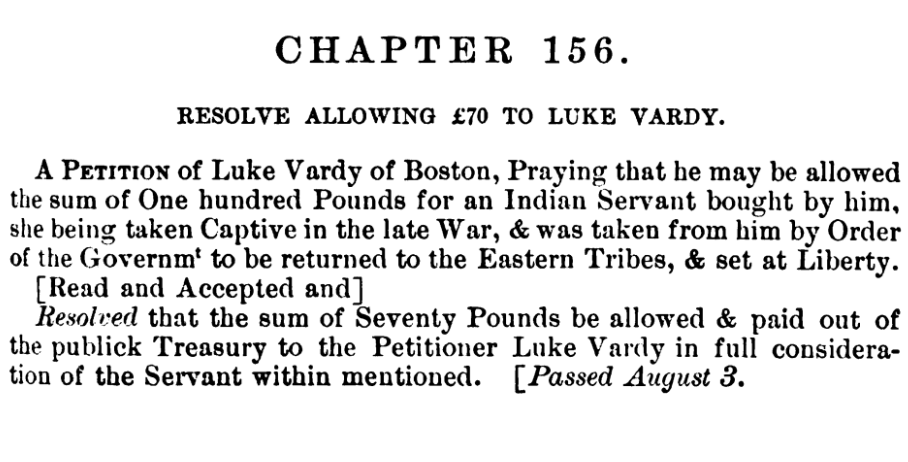 CHAPTER 156.
RESOLVE ALLOWING £70 TO LUKE VARDY.
A PETITION of Luke Vardy of Boston, Praying that he may be allowed
the sum of One hundred Pounds for an Indian Servant bought by him,
she being taken Captive in the late War, & was taken from him by Order
of the Governmᵗ to be returned to the Eastern Tribes, & set at Liberty.
[Read and Accepted and]
Resolved that the sum of Seventy Pounds be allowed & paid out of
the publick Treasury to the Petitioner Luke Vardy in full considera-
tion of the Servant within mentioned. [Passed August 3.